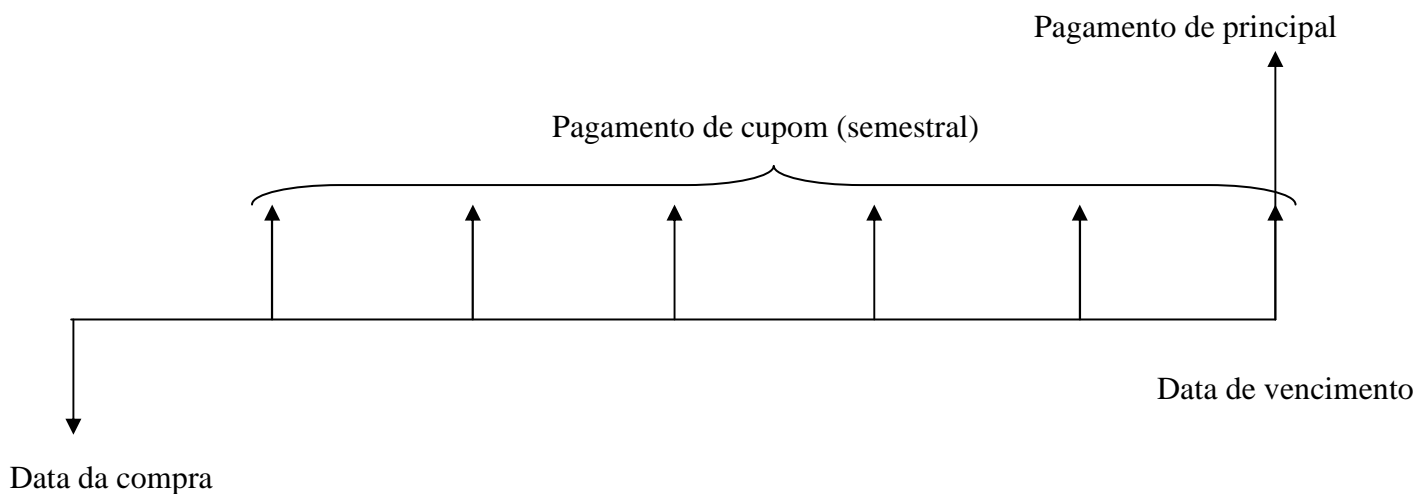 Pagamento de principal
Pagamento de cupom (semestral)
Data de vencimento
Data da compra